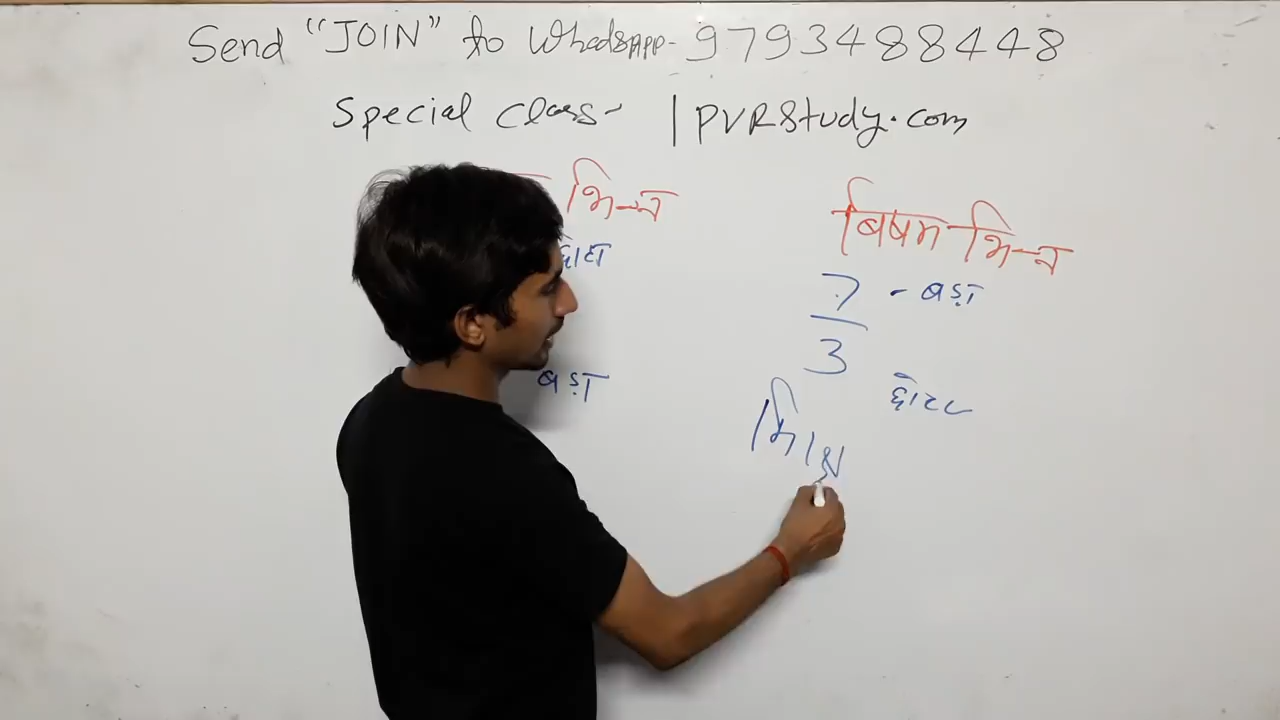 Send "JOIN" to Whatsapp- 9793488448
Special class- | PVRStudy.com
भिन्न
बिषम भिन्न
7 - बड़ा
3
बड़ा